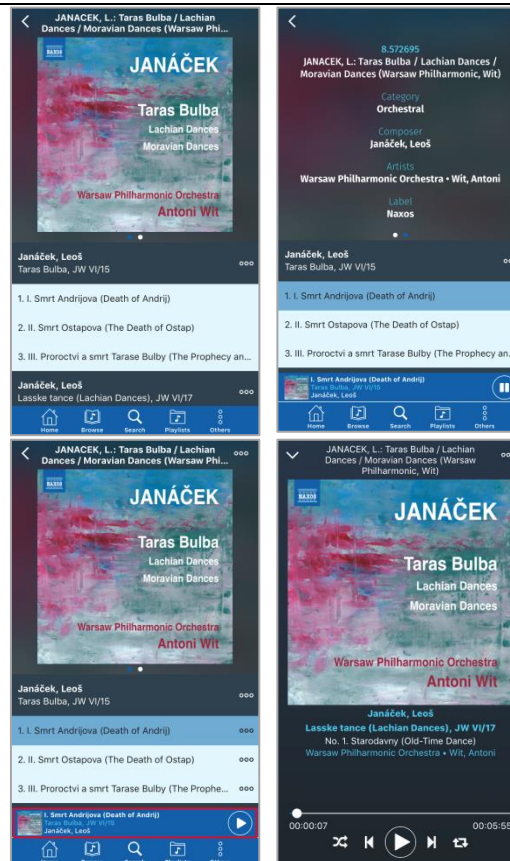 JANACEK, L.: Taras Bulba / Lachian
Dances / Moravian Dances (Warsaw Phi...
NAXOS
JANÁČEK
Taras Bulba
Lachian Dances
Moravian Dances
Warsaw Philharmonic Orchestra
Antoni Wit
Janáček, Leoš
Taras Bulba, JW VI/15
1. I. Smrt Andrijova (Death of Andrij)
2. II. Smrt Ostapova (The Death of Ostap)
3. III. Proroctvi a smrt Tarase Bulby (The Prophecy an...
Janáček, Leoš
Lasske tance (Lachian Dances), JW VI/17
Home Browse Search Playlists Others
8.572695
JANACEK, L.: Taras Bulba / Lachian Dances /
Moravian Dances (Warsaw Philharmonic, Wit)
Category
Orchestral
Composer
Janáček, Leoš
Artists
Warsaw Philharmonic Orchestra • Wit, Antoni
Label
Naxos
Janáček, Leoš
Taras Bulba, JW VI/15
1. I. Smrt Andrijova (Death of Andrij)
2. II. Smrt Ostapova (The Death of Ostap)
3. III. Proroctvi a smrt Tarase Bulby (The Prophecy an..
I. Smrt Andrijova (Death of Andrij)
Taras Bulba, JW VI/15
Janáček, Leoš
Home Browse Search Playlists Others
JANACEK, L.: Taras Bulba / Lachian
Dances / Moravian Dances (Warsaw Phi...
NAXOS
JANÁČEK
Taras Bulba
Lachian Dances
Moravian Dances
Warsaw Philharmonic Orchestra
Antoni Wit
Janáček, Leoš
Taras Bulba, JW VI/15
1. I. Smrt Andrijova (Death of Andrij)
2. II. Smrt Ostapova (The Death of Ostap)
3. III. Proroctvi a smrt Tarase Bulby (The Prophe...
I. Smrt Andrijova (Death of Andrij)
Taras Bulba, JW VI/15
Janáček, Leoš
JANACEK, L.: Taras Bulba / Lachian
Dances / Moravian Dances (Warsaw
Philharmonic, Wit)
NAXOS
JANÁČEK
Taras Bulba
Lachian Dances
Moravian Dances
Warsaw Philharmonic Orchestra
Antoni Wit
Janáček, Leoš
Lasske tance (Lachian Dances), JW VI/17
No. 1. Starodavny (Old-Time Dance)
Warsaw Philharmonic Orchestra • Wit, Antoni
00:00:07 00:05:55